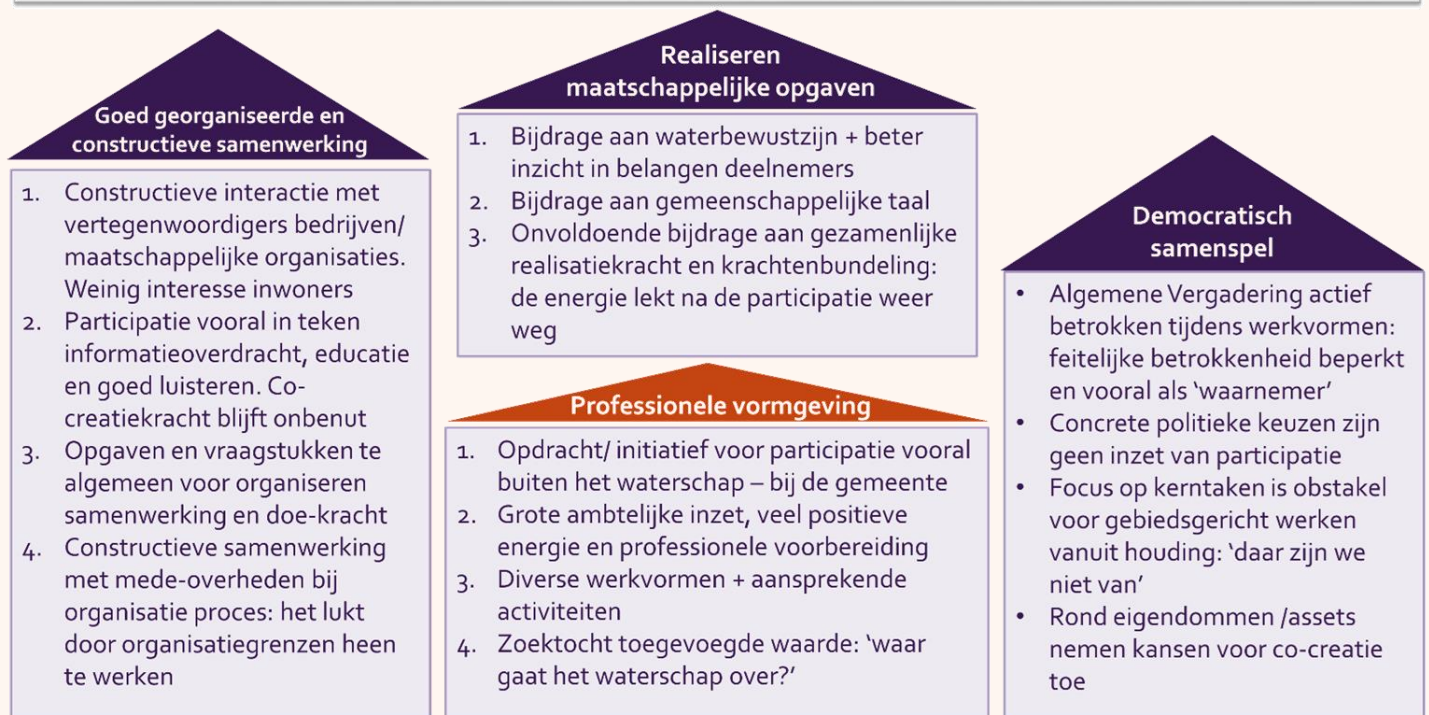 Goed georganiseerde en
constructieve samenwerking
1. Constructieve interactie met
vertegenwoordigers bedrijven/
maatschappelijke organisaties.
Weinig interesse inwoners
2. Participatie vooral in teken
informatieoverdracht, educatie
en goed luisteren. Co-
creatiekracht blijft onbenut
3. Opgaven en vraagstukken te
algemeen voor organiseren
samenwerking en doe-kracht
4. Constructieve samenwerking
met mede-overheden bij
organisatie proces: het lukt
door organisatiegrenzen heen
te werken
Realiseren
maatschappelijke opgaven
1. Bijdrage aan waterbewustzijn + beter
inzicht in belangen deelnemers
2. Bijdrage aan gemeenschappelijke taal
3. Onvoldoende bijdrage aan gezamenlijke
realisatiekracht en krachtenbundeling:
de energie lekt na de participatie weer
weg
Professionele vormgeving
1. Opdracht/ initiatief voor participatie vooral
buiten het waterschap – bij de gemeente
2. Grote ambtelijke inzet, veel positieve
energie en professionele voorbereiding
3. Diverse werkvormen + aansprekende
activiteiten
4. Zoektocht toegevoegde waarde: ‘waar
gaat het waterschap over?’
Democratisch
samenspel
• Algemene Vergadering actief
betrokken tijdens werkvormen:
feitelijke betrokkenheid beperkt
en vooral als ‘waarnemer’
• Concrete politieke keuzen zijn
geen inzet van participatie
• Focus op kerntaken is obstakel
voor gebiedsgericht werken
vanuit houding: ‘daar zijn we
niet van’
• Rond eigendommen /assets
nemen kansen voor co-creatie
toe